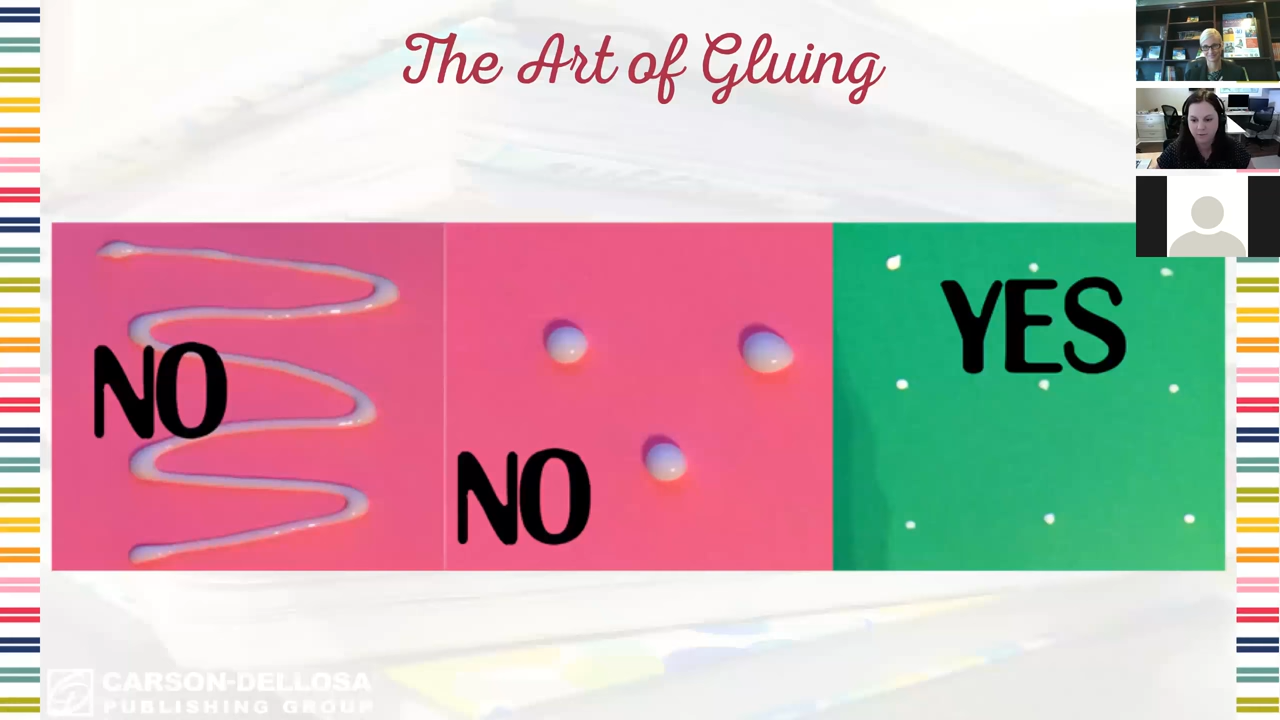 The Art of Gluing
NO
NO
YES
CARSON-DELLOSA
PUBLISHING GROUP